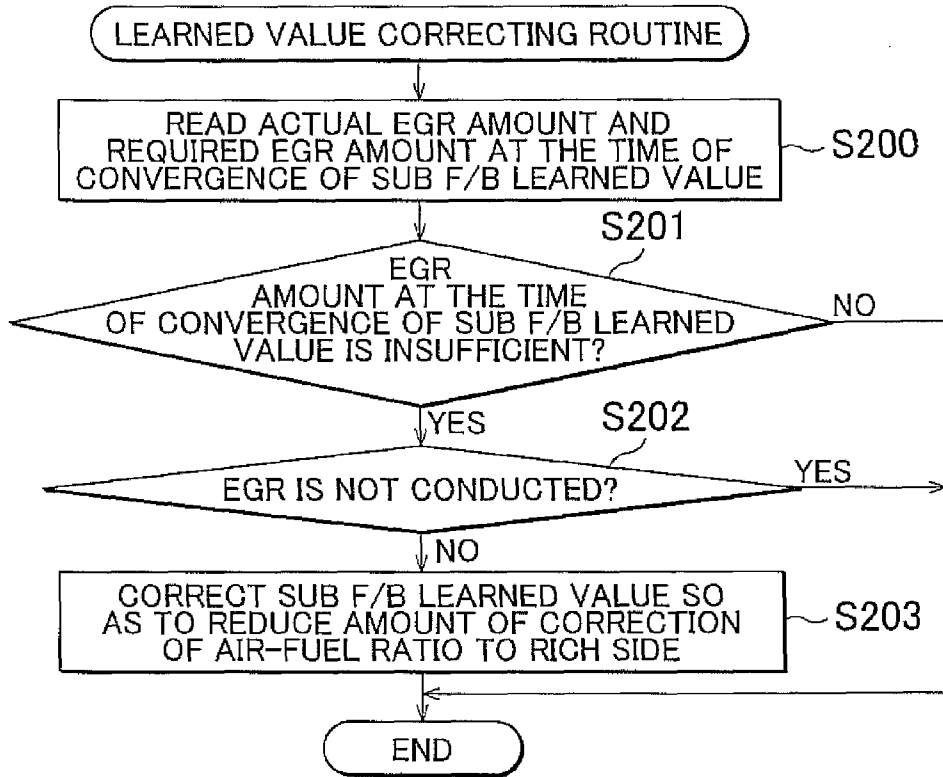 LEARNED VALUE CORRECTING ROUTINE
READ ACTUAL EGR AMOUNT AND
REQUIRED EGR AMOUNT AT THE TIME OF
CONVERGENCE OF SUB F/B LEARNED VALUE
S200
S201
EGR
AMOUNT AT THE TIME
OF CONVERGENCE OF SUB F/B LEARNED
VALUE IS INSUFFICIENT?
NO
YES
S202
EGR IS NOT CONDUCTED?
YES
NO
CORRECT SUB F/B LEARNED VALUE SO
AS TO REDUCE AMOUNT OF CORRECTION
OF AIR-FUEL RATIO TO RICH SIDE
S203
END